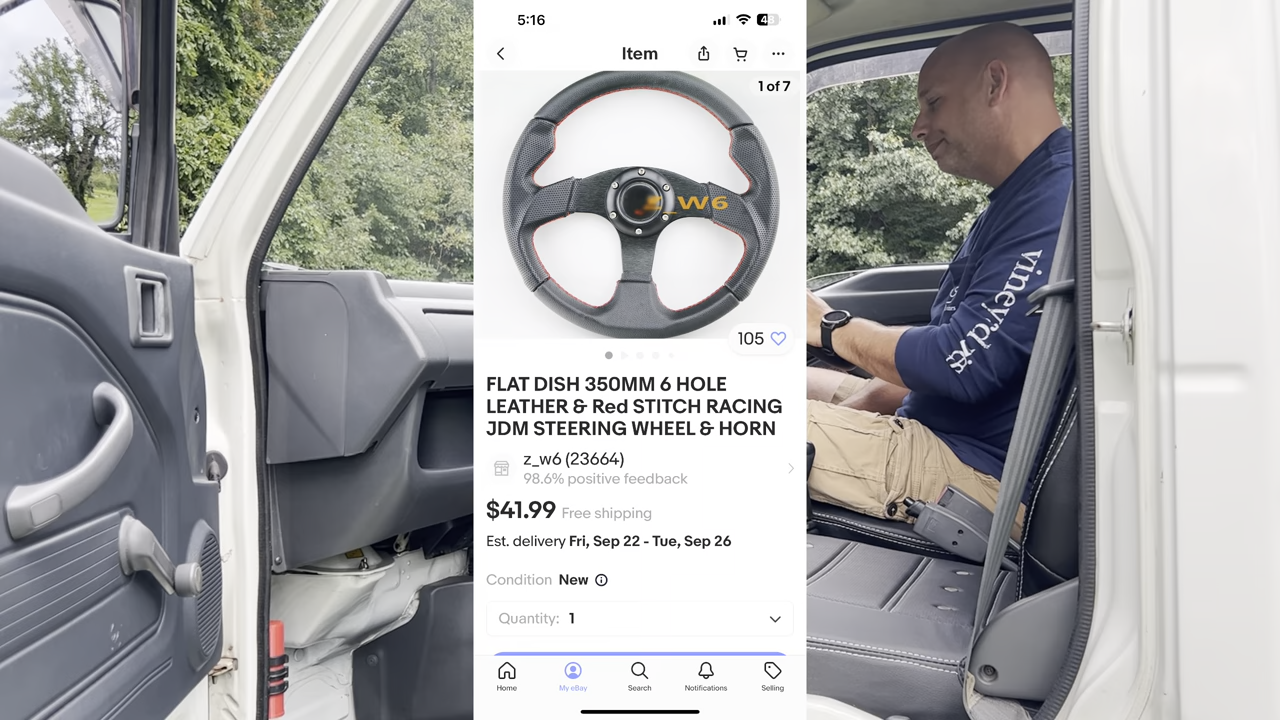 5:16
48
Item
1 of 7
W6
105
FLAT DISH 350MM 6 HOLE
LEATHER & Red STITCH RACING
JDM STEERING WHEEL & HORN
z_w6 (23664)
98.6% positive feedback
$41.99 Free shipping
Est. delivery Fri, Sep 22 - Tue, Sep 26
Condition New
Quantity: 1
Home
My eBay
Search
Notifications
Selling